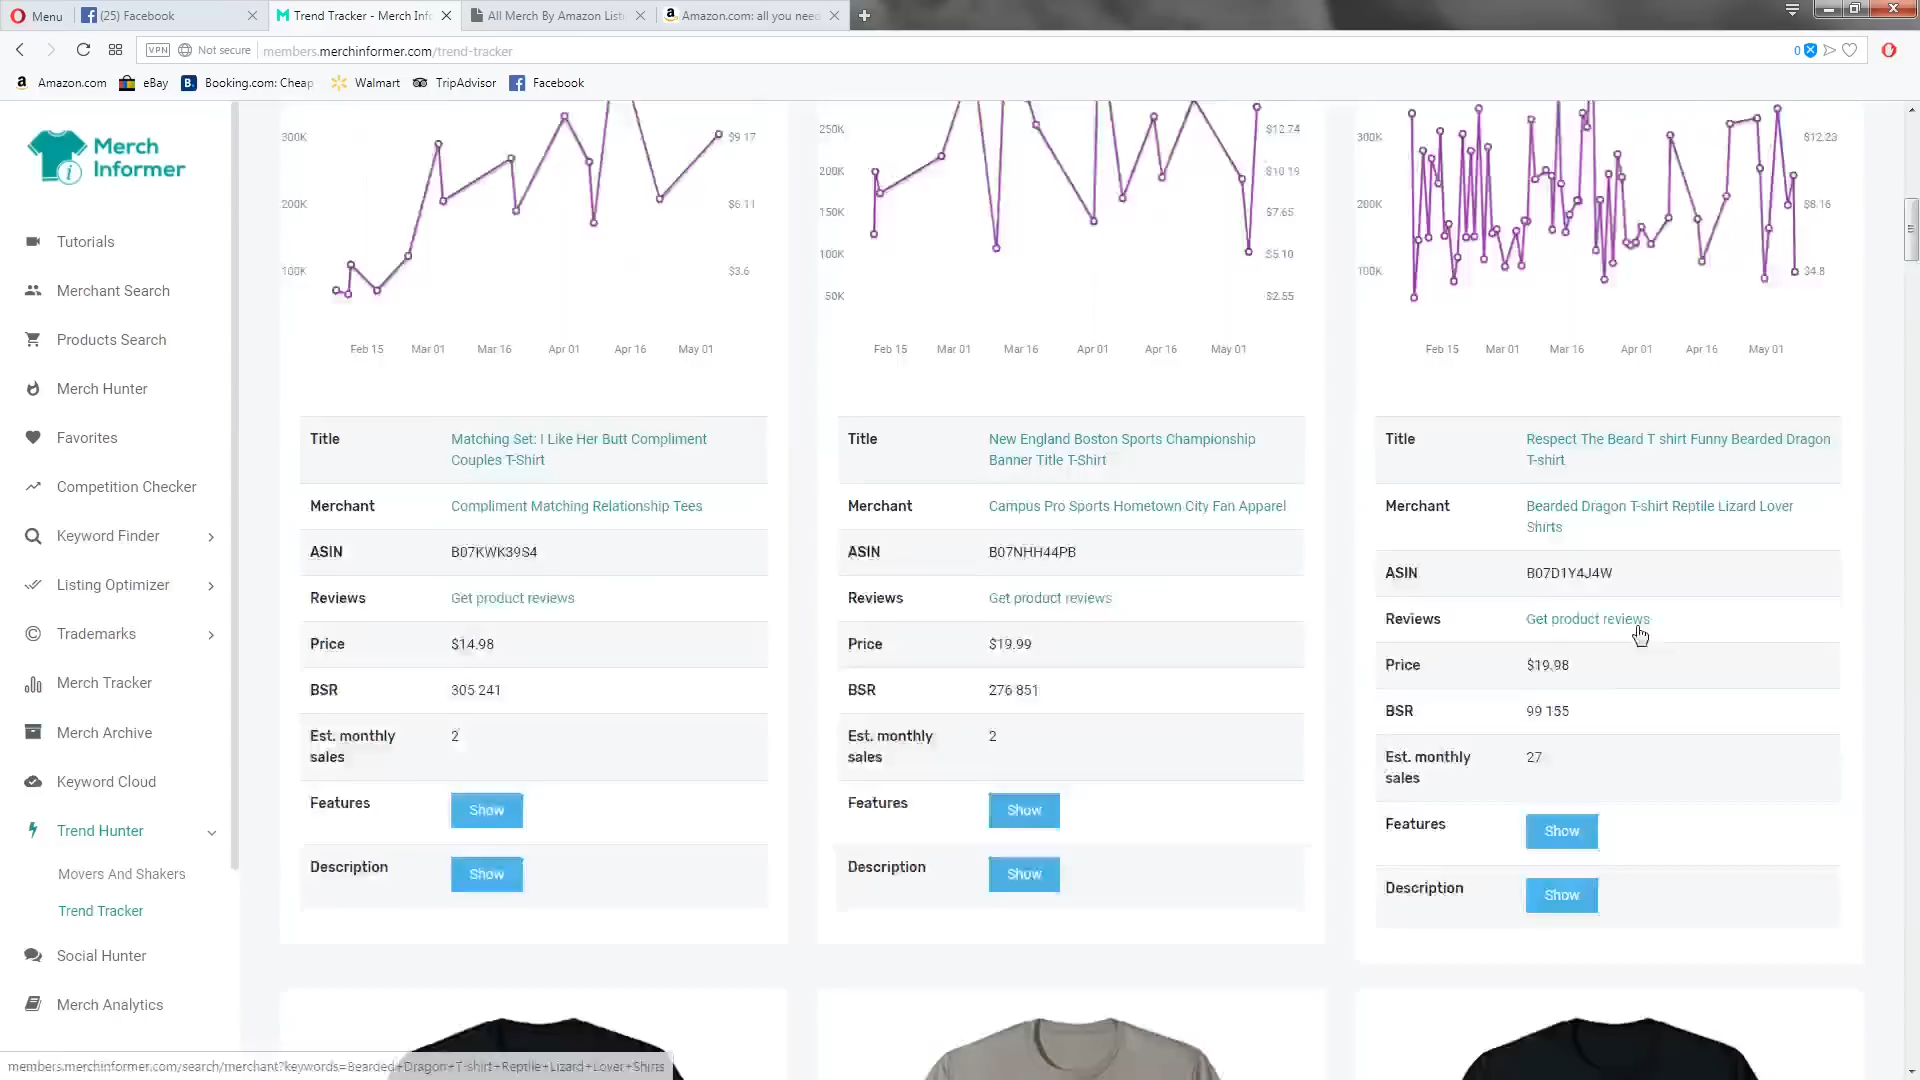 Menu
(25) Facebook
Trend Tracker - Merch Inf
All Merch By Amazon Listi
Amazon.com: all you need
VPN
Not secure
members.merchinformer.com/trend-tracker
0
Amazon.com
eBay
Booking.com: Cheap
Walmart
TripAdvisor
Facebook
Merch
Informer
Tutorials
Merchant Search
Products Search
Merch Hunter
Favorites
Competition Checker
Keyword Finder
Listing Optimizer
Trademarks
Merch Tracker
Merch Archive
Keyword Cloud
Trend Hunter
Movers And Shakers
Trend Tracker
Social Hunter
Merch Analytics
300K
200K
100K
$9.17
$6.11
$3.6
Feb 15 Mar 01 Mar 16 Apr 01 Apr 16 May 01
Title
Matching Set: I Like Her Butt Compliment
Couples T-Shirt
Merchant
Compliment Matching Relationship Tees
ASIN
B07KWK39S4
Reviews
Get product reviews
Price
$14.98
BSR
305 241
Est. monthly
sales
2
Features
Show
Description
Show
250K
200K
150K
100K
50K
$12.74
$10.19
$7.65
$5.10
$2.55
Feb 15 Mar 01 Mar 16 Apr 01 Apr 16 May 01
Title
New England Boston Sports Championship
Banner Title T-Shirt
Merchant
Campus Pro Sports Hometown City Fan Apparel
ASIN
B07NHH44PB
Reviews
Get product reviews
Price
$19.99
BSR
276 851
Est. monthly
sales
2
Features
Show
Description
Show
300K
200K
100K
$12.23
$8.16
$4.8
Feb 15 Mar 01 Mar 16 Apr 01 Apr 16 May 01
Title
Respect The Beard T shirt Funny Bearded Dragon
T-shirt
Merchant
Bearded Dragon T-shirt Reptile Lizard Lover
Shirts
ASIN
B07D1Y4J4W
Reviews
Get product reviews
Price
$19.98
BSR
99 155
Est. monthly
sales
27
Features
Show
Description
Show
members.merchinformer.com/search/merchant?keywords=Bearded+Dragon+T-shirt+Reptile+Lizard+Lover+Shirts